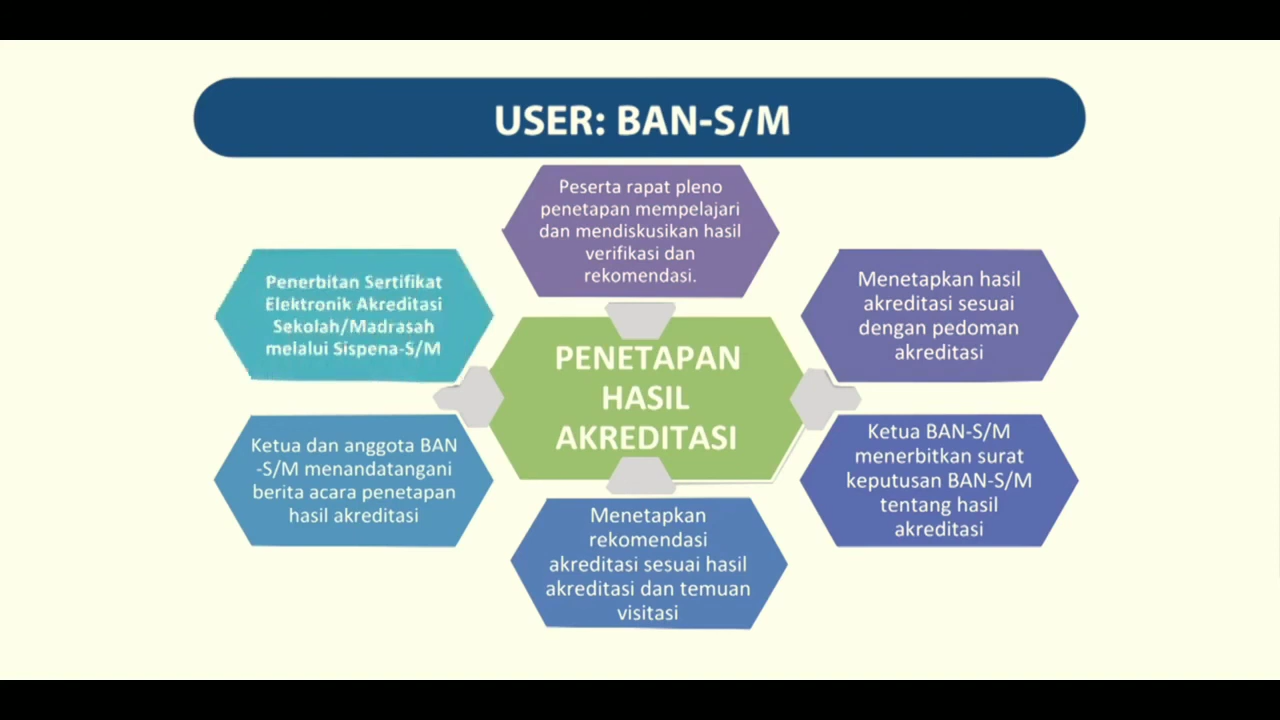 USER: BAN-S/M
Peserta rapat pleno
penetapan mempelajari
dan mendiskusikan hasil
verifikasi dan
rekomendasi.
Menetapkan hasil
akreditasi sesuai
dengan pedoman
akreditasi
Ketua BAN-S/M
menerbitkan surat
keputusan BAN-S/M
tentang hasil
akreditasi
Menetapkan
rekomendasi
akreditasi sesuai hasil
akreditasi dan temuan
visitasi
Ketua dan anggota BAN
-S/M menandatangani
berita acara penetapan
hasil akreditasi
Penerbitan Sertifikat
Elektronik Akreditasi
Sekolah/Madrasah
melalui Sispena-S/M
PENETAPAN
HASIL
AKREDITASI